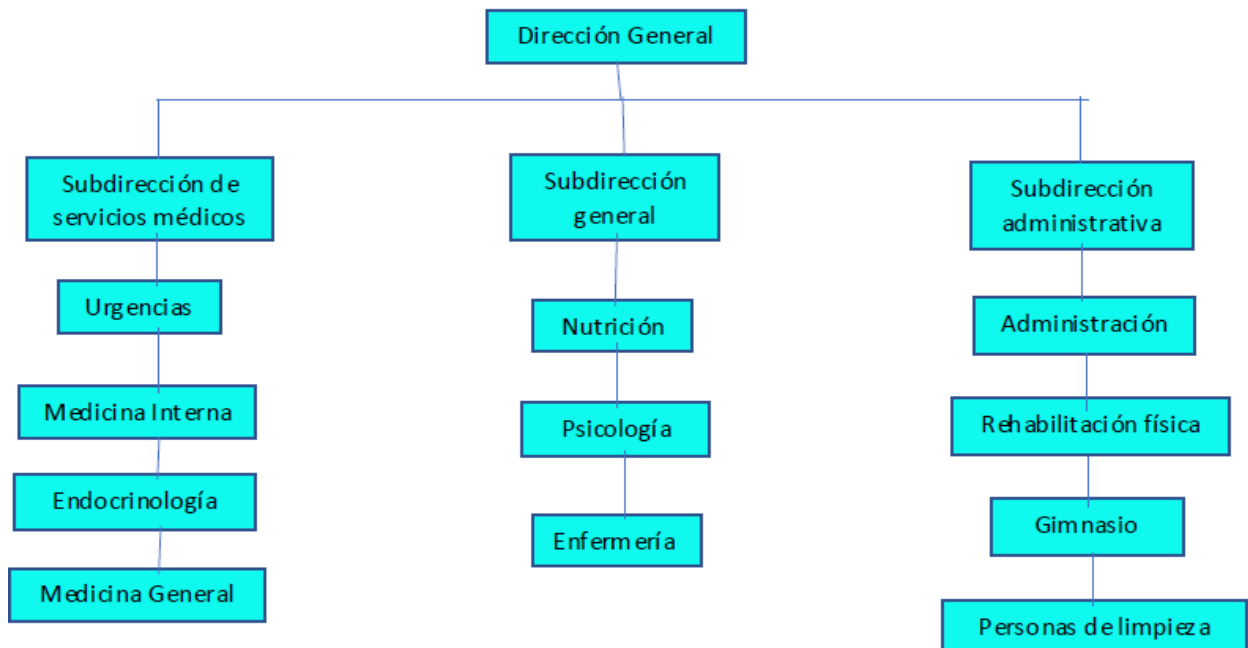 Dirección General
Subdirección de
servicios médicos
Urgencias
Medicina Interna
Endocrinología
Medicina General
Subdirección
general
Nutrición
Psicología
Enfermería
Subdirección
administrativa
Administración
Rehabilitación física
Gimnasio
Personas de limpieza